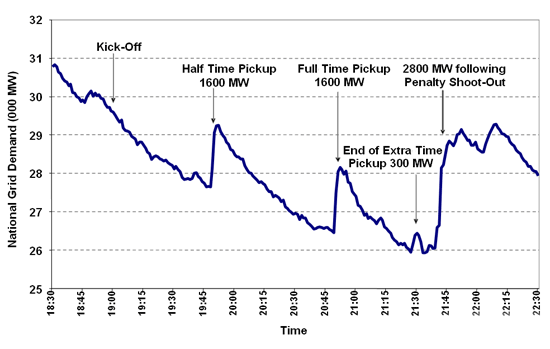 National Grid Demand (000 MW)
32
31
30
29
28
27
26
25
Kick-Off
Half Time Pickup
1600 MW
Full Time Pickup
1600 MW
2800 MW following
Penalty Shoot-Out
End of Extra Time
Pickup 300 MW
18:30
18:45
19:00
19:15
19:30
19:45
20:00
20:15
20:30
20:45
21:00
21:15
21:30
21:45
22:00
22:15
22:30
Time